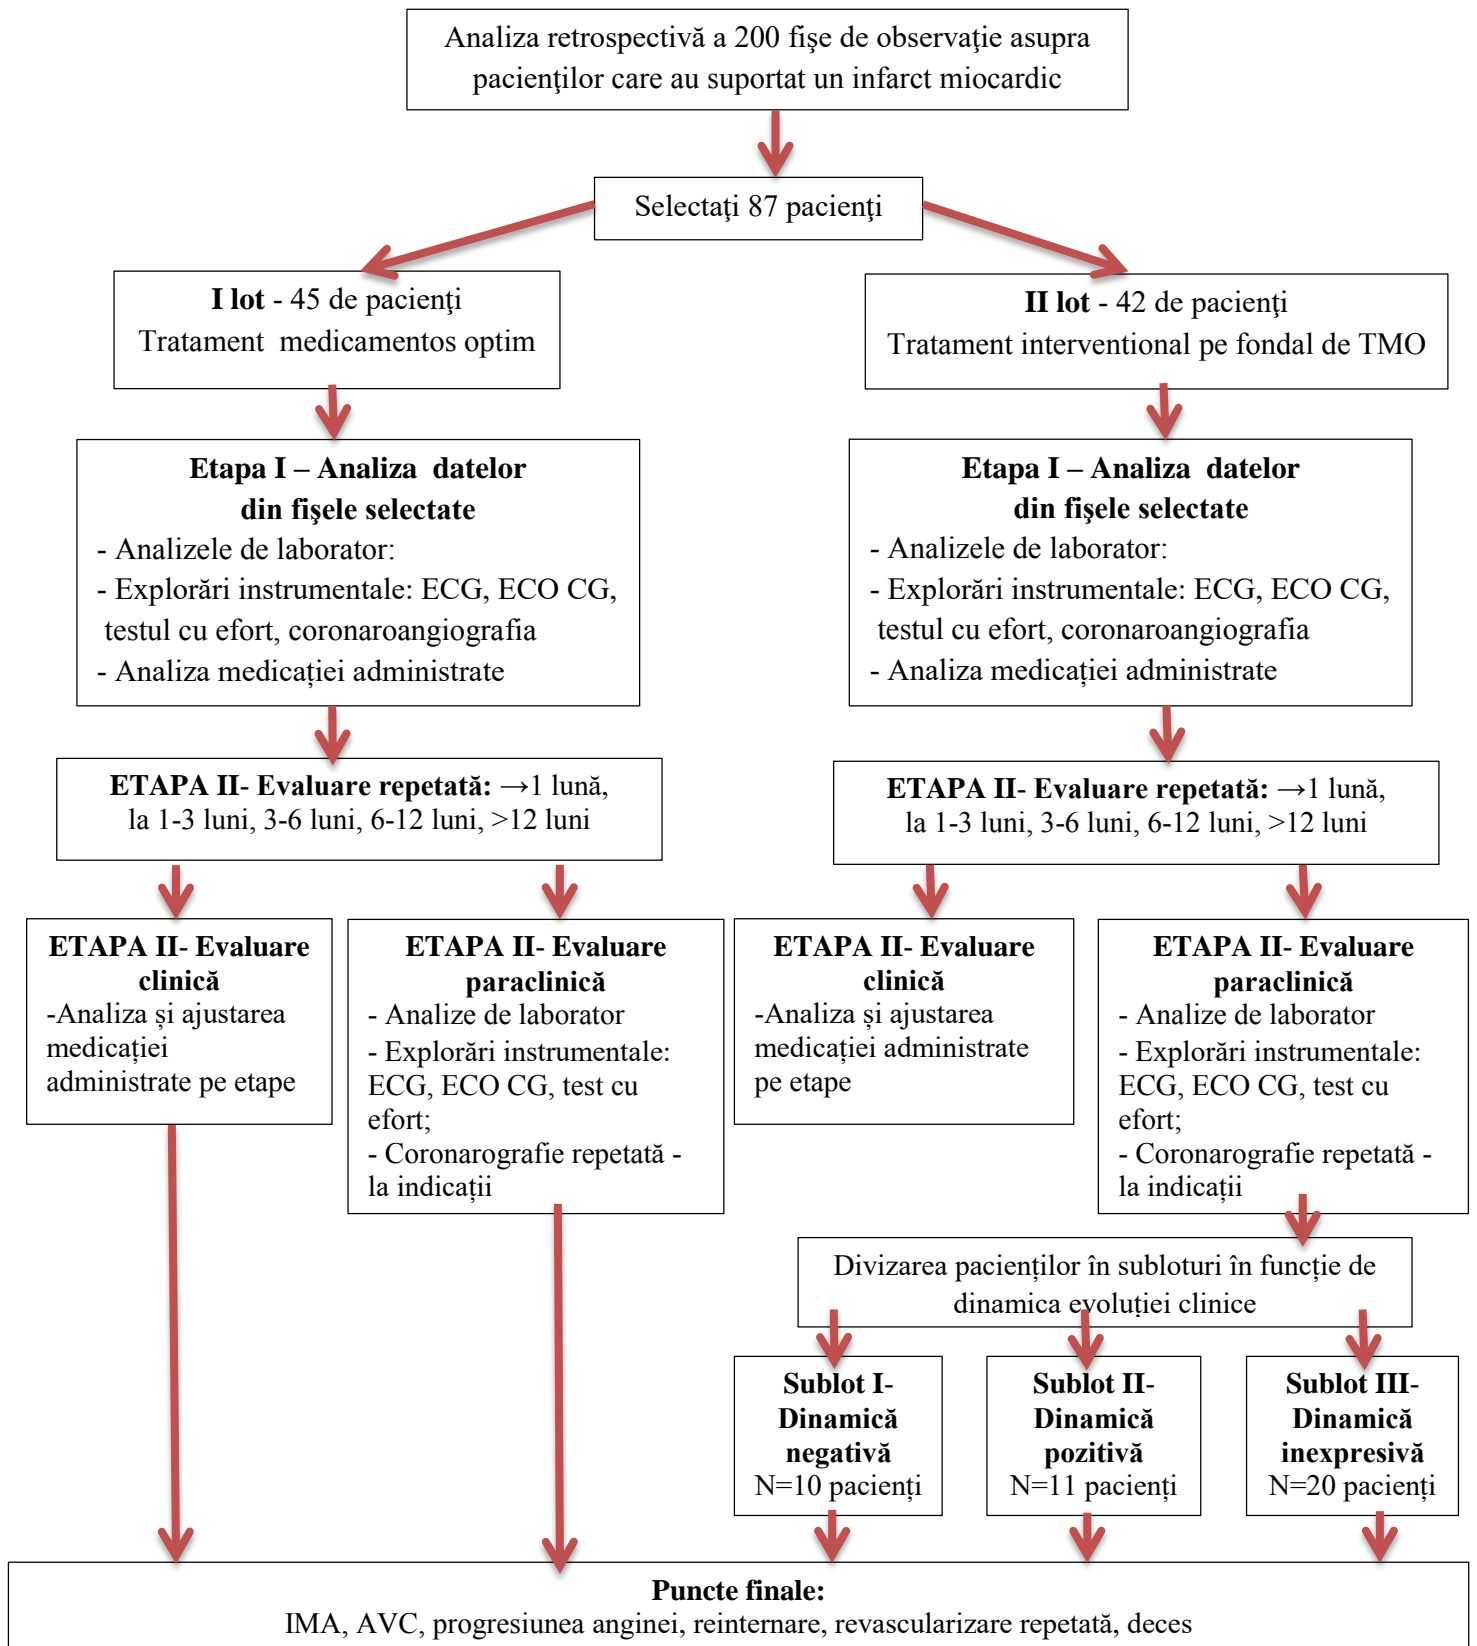 Analiza retrospectivă a 200 fişe de observaţie asupra
pacienţilor care au suportat un infarct miocardic
Selectaţi 87 pacienţi
I lot - 45 de pacienţi
Tratament medicamentos optim
II lot - 42 de pacienţi
Tratament interventional pe fondal de TMO
Etapa I – Analiza datelor
din fişele selectate
- Analizele de laborator:
- Explorări instrumentale: ECG, ECO CG,
testul cu efort, coronaroangiografia
- Analiza medicației administrate
Etapa I – Analiza datelor
din fişele selectate
- Analizele de laborator:
- Explorări instrumentale: ECG, ECO CG,
testul cu efort, coronaroangiografia
- Analiza medicației administrate
ETAPA II- Evaluare repetată: →1 lună,
la 1-3 luni, 3-6 luni, 6-12 luni, >12 luni
ETAPA II- Evaluare repetată: →1 lună,
la 1-3 luni, 3-6 luni, 6-12 luni, >12 luni
ETAPA II- Evaluare
clinică
-Analiza și ajustarea
medicației
administrate pe etape
ETAPA II- Evaluare
paraclinică
- Analize de laborator
- Explorări instrumentale:
ECG, ECO CG, test cu
efort;
- Coronarografie repetată -
la indicații
ETAPA II- Evaluare
clinică
-Analiza și ajustarea
medicației administrate
pe etape
ETAPA II- Evaluare
paraclinică
- Analize de laborator
- Explorări instrumentale:
ECG, ECO CG, test cu
efort;
- Coronarografie repetată -
la indicații
Divizarea pacienților în subloturi în funcție de
dinamica evoluției clinice
Sublot I-
Dinamică
negativă
N=10 pacienți
Sublot II-
Dinamică
pozitivă
N=11 pacienți
Sublot III-
Dinamică
inexpresivă
N=20 pacienți
Puncte finale:
IMA, AVC, progresiunea anginei, reinternare, revascularizare repetată, deces